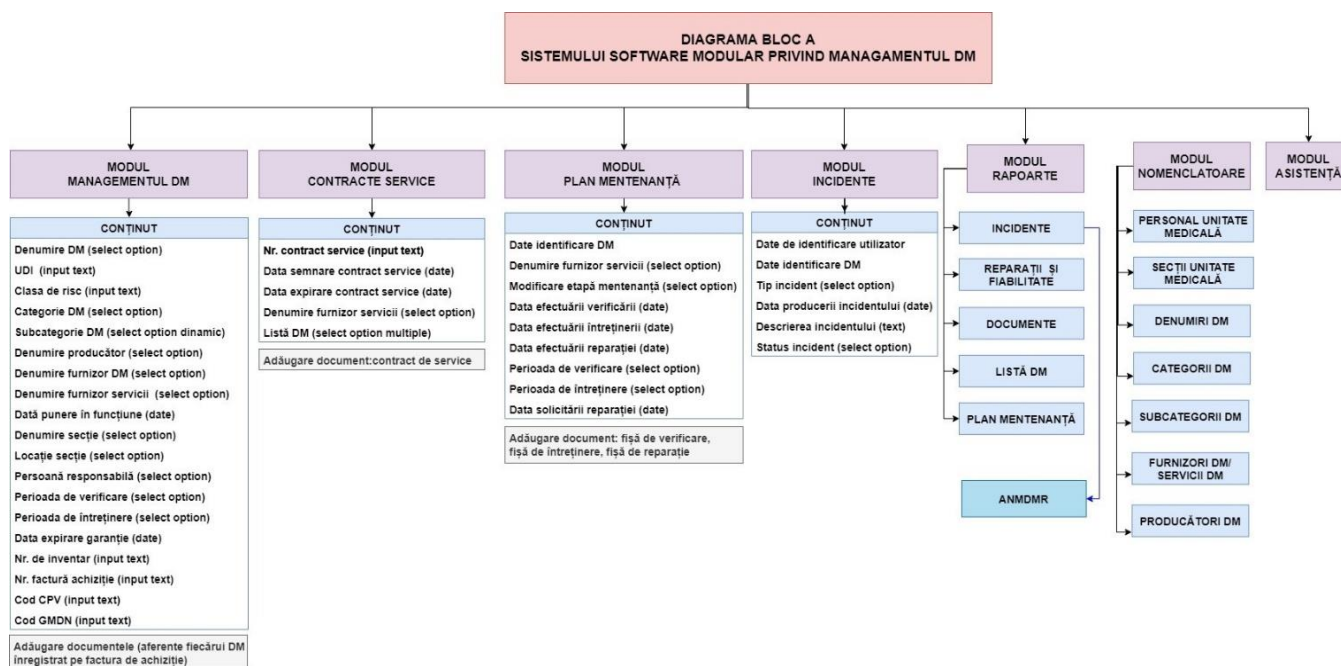 DIAGRAMA BLOC A
SISTEMULUI SOFTWARE MODULAR PRIVIND MANAGAMENTUL DM
MODUL
MANAGEMENTUL DM
CONȚINUT
Denumire DM (select option)
UDI (input text)
Clasa de risc (input text)
Categorie DM (select option)
Subcategorie DM (select option dinamic)
Denumire producător (select option)
Denumire furnizor DM (select option)
Denumire furnizor servicii (select option)
Dată punere în funcțiune (date)
Denumire secție (select option)
Locație secție (select option)
Persoană responsabilă (select option)
Perioada de verificare (select option)
Perioada de întreținere (select option)
Data expirare garanție (date)
Nr. de inventar (input text)
Nr. factură achiziție (input text)
Cod CPV (input text)
Cod GMDN (input text)
Adăugare documentele (aferente fiecărui DM
înregistrat pe factura de achiziție)
MODUL
CONTRACTE SERVICE
CONȚINUT
Nr. contract service (input text)
Data semnare contract service (date)
Data expirare contract service (date)
Denumire furnizor servicii (select option)
Listă DM (select option multiple)
Adăugare document:contract de service
MODUL
PLAN MENTENANȚĂ
CONȚINUT
Date identificare DM
Denumire furnizor servicii (select option)
Modificare etapă mentenanță (select option)
Data efectuării verificării (date)
Data efectuării întreținerii (date)
Data efectuării reparației (date)
Perioada de verificare (select option)
Perioada de întreținere (select option)
Data solicitării reparației (date)
Adăugare document: fișă de verificare,
fișă de întreținere, fișă de reparație
MODUL
INCIDENTE
CONȚINUT
Date de identificare utilizator
Date identificare DM
Tip incident (select option)
Data producerii incidentului (date)
Descrierea incidentului (text)
Status incident (select option)
MODUL
RAPOARTE
INCIDENTE
REPARAȚII ȘI
FIABILITATE
DOCUMENTE
LISTĂ DM
PLAN MENTENANȚĂ
ANMDMR
MODUL
NOMENCLATOARE
PERSONAL UNITATE
MEDICALĂ
SECȚII UNITATE
MEDICALĂ
DENUMIRI DM
CATEGORII DM
SUBCATEGORII DM
FURNIZORI DM/
SERVICII DM
PRODUCĂTORI DM
MODUL
ASISTENȚĂ